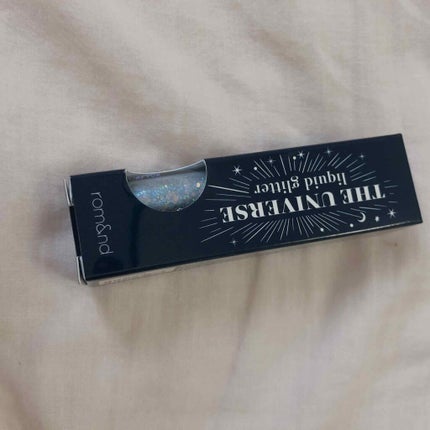 rom&nd
THE UNIVERSE
liquid glitter